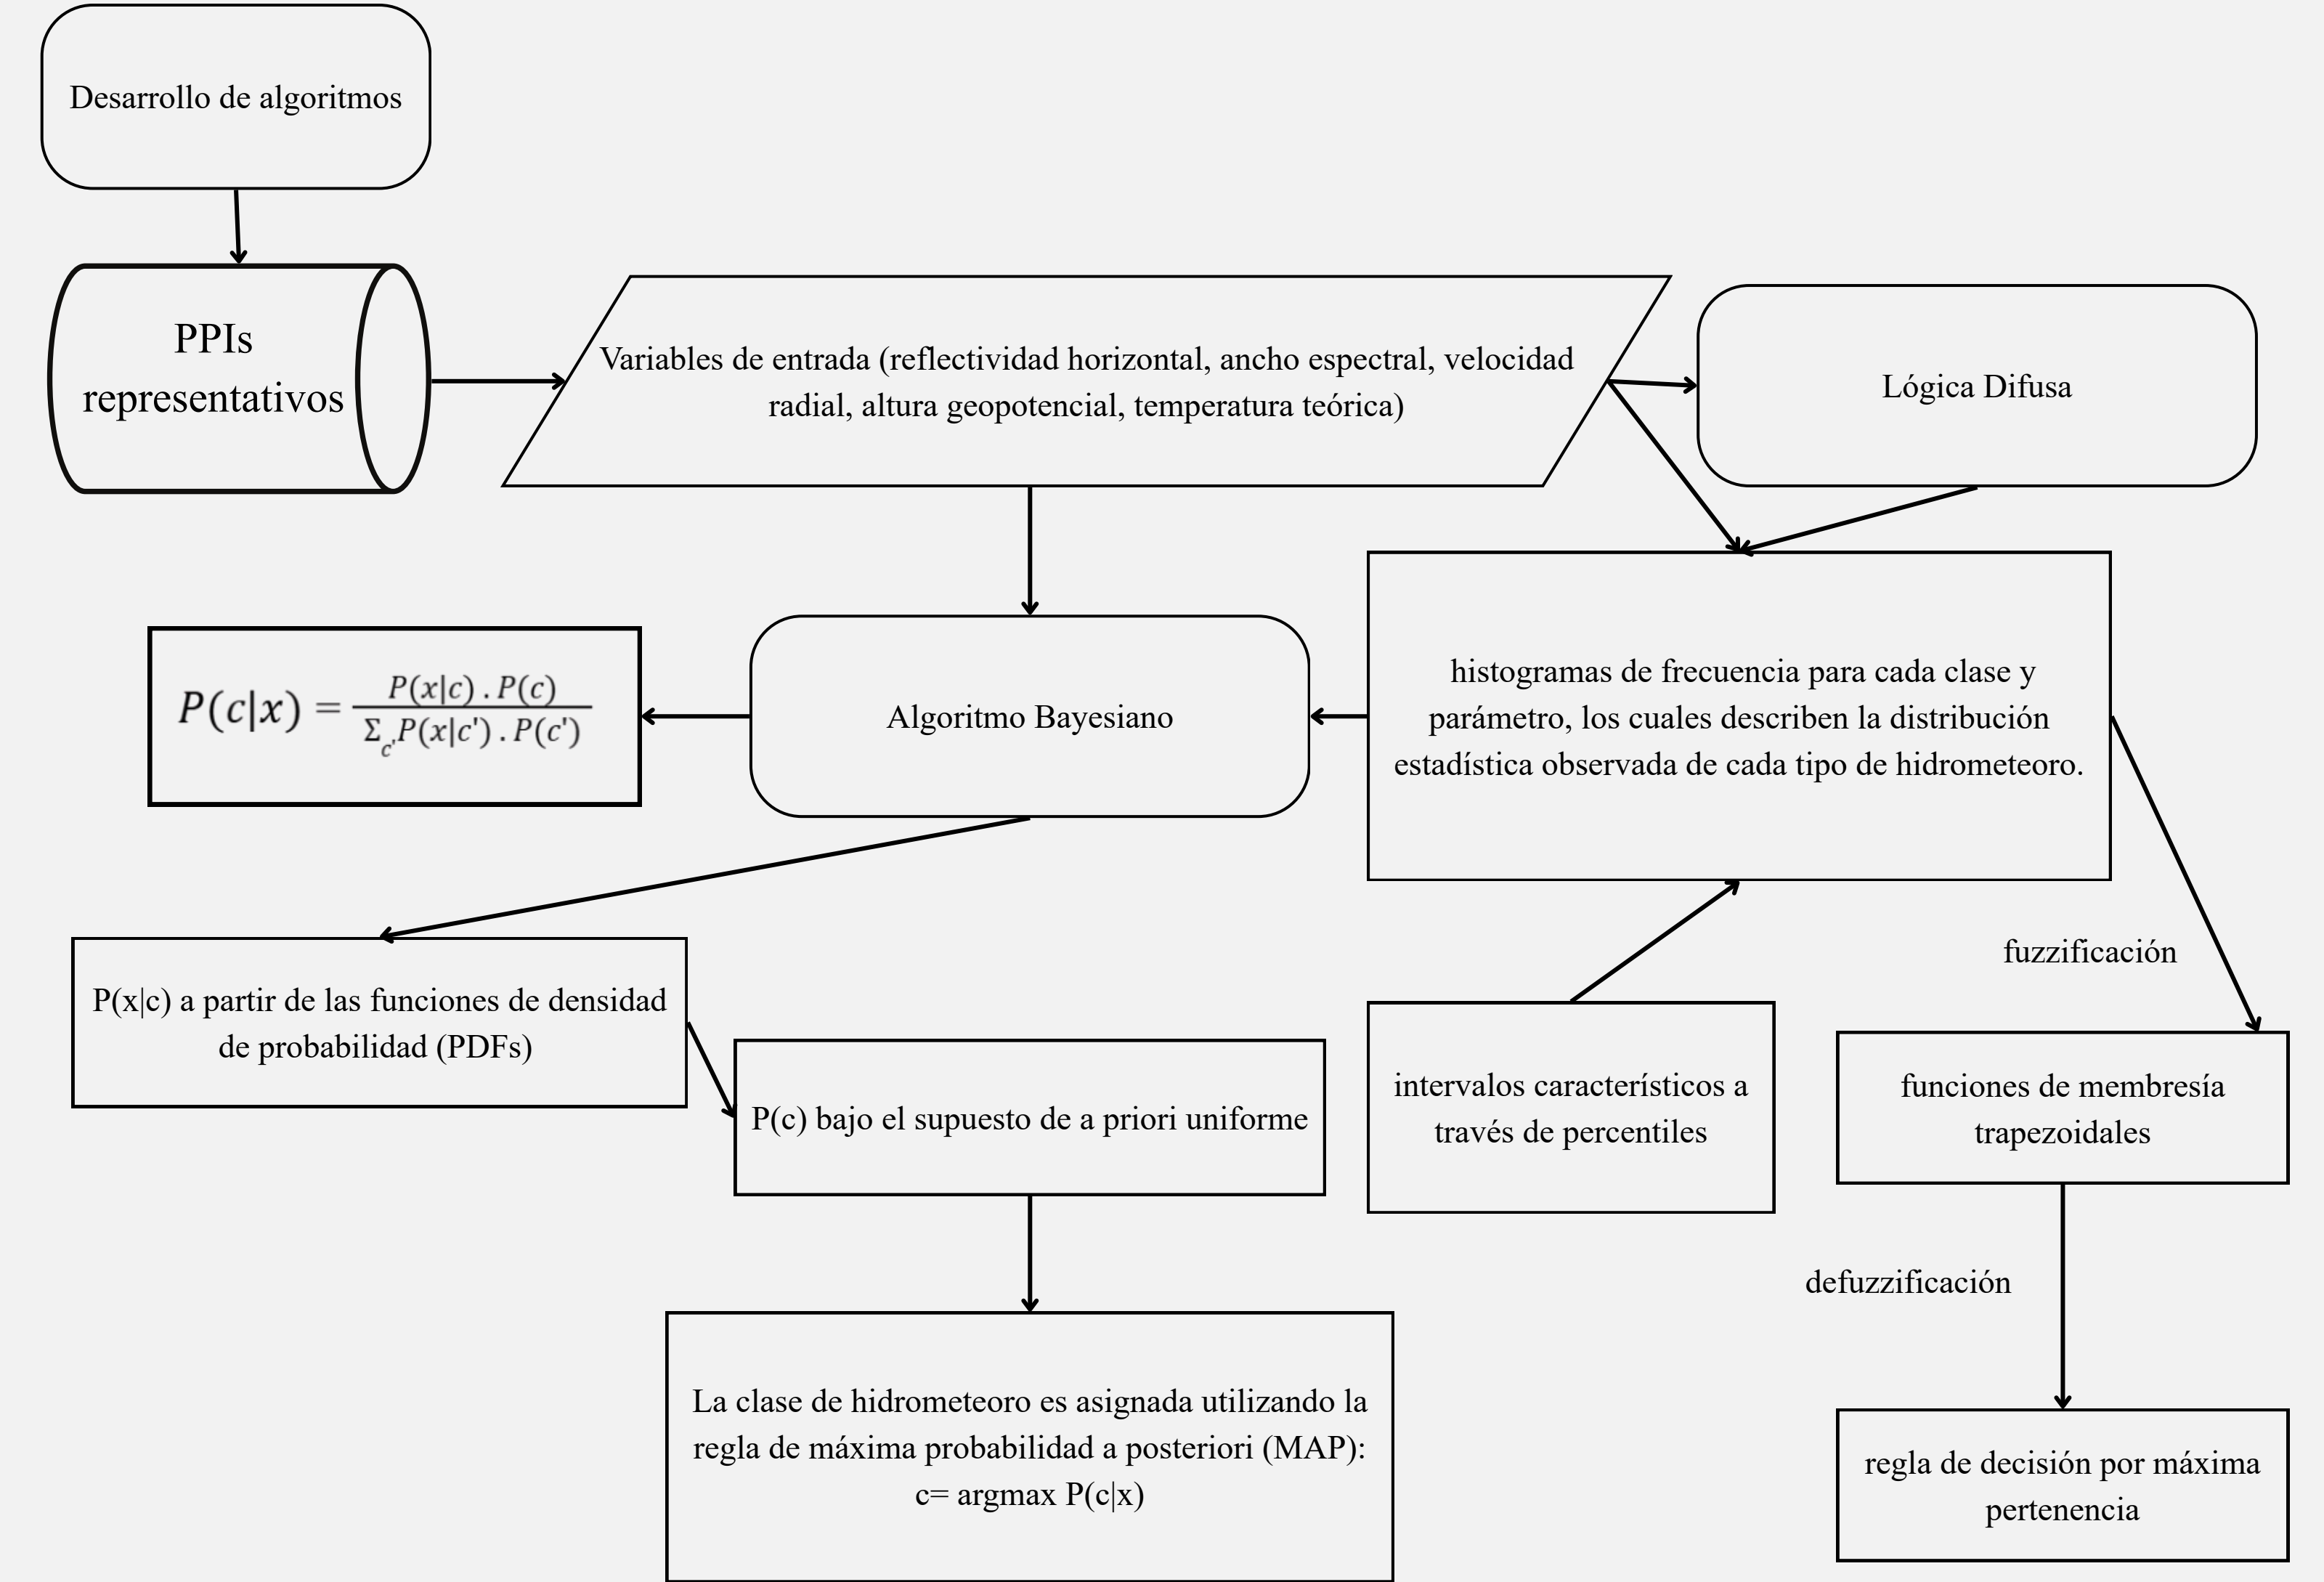 Desarrollo de algoritmos
PPIs
representativos
Variables de entrada (reflectividad horizontal, ancho espectral, velocidad
radial, altura geopotencial, temperatura teórica)
Lógica Difusa
P(c|x) = P(x|c) . P(c) / Σc' P(x|c') . P(c')
Algoritmo Bayesiano
histogramas de frecuencia para cada clase y
parámetro, los cuales describen la distribución
estadística observada de cada tipo de hidrometeoro.
P(x|c) a partir de las funciones de densidad
de probabilidad (PDFs)
P(c) bajo el supuesto de a priori uniforme
intervalos característicos a
través de percentiles
fuzzificación
funciones de membresía
trapezoidales
defuzzificación
La clase de hidrometeoro es asignada utilizando la
regla de máxima probabilidad a posteriori (MAP):
c= argmax P(c|x)
regla de decisión por máxima
pertenencia